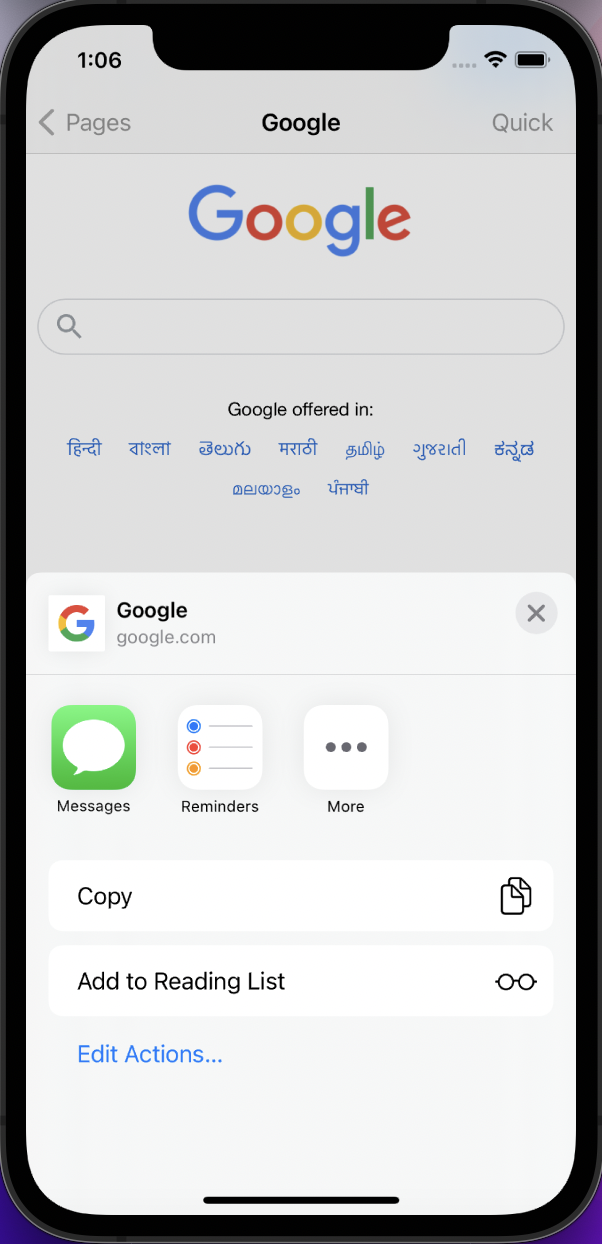 1:06
Pages Google Quick
Google
Google offered in:
हिन्दी বাংলা తెలుగు मराठी தமிழ் ગુજરાતી ಕನ್ನಡ
മലയാളം ਪੰਜਾਬੀ
Google
google.com
Messages Reminders More
Copy
Add to Reading List
Edit Actions...